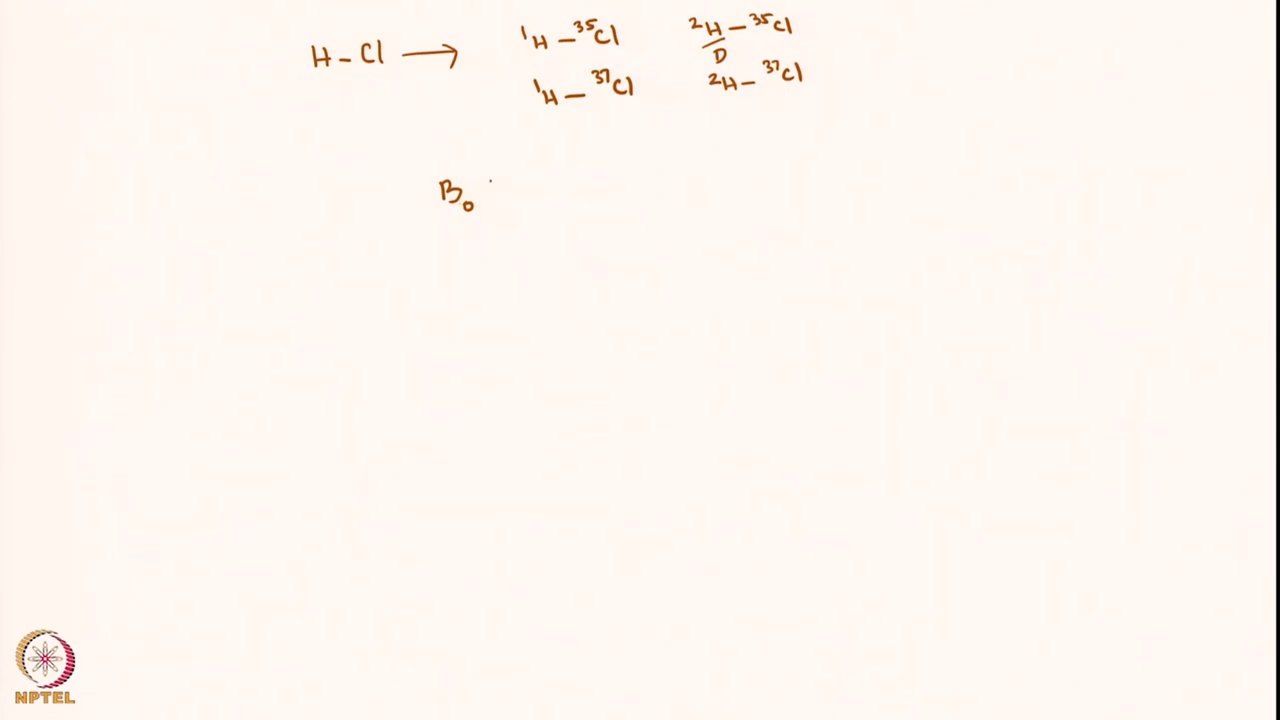 H - Cl ⟶ ¹H - ³⁵Cl ²H - ³⁵Cl
D
¹H - ³⁷Cl ²H - ³⁷Cl
B₀
NPTEL